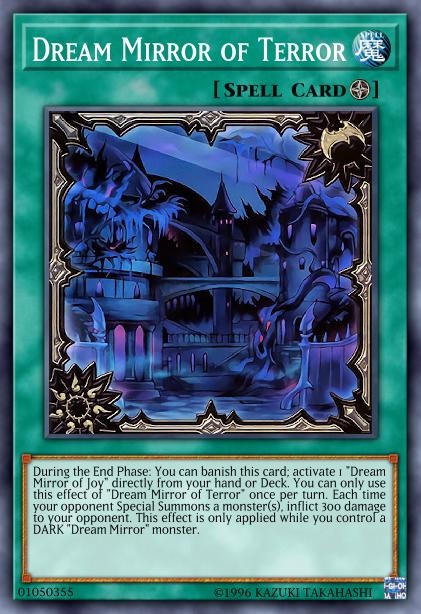 Dream Mirror of Terror
SPELL
魔
[Spell Card]
During the End Phase: You can banish this card; activate 1 "Dream
Mirror of Joy" directly from your hand or Deck. You can only use
this effect of "Dream Mirror of Terror" once per turn. Each time
your opponent Special Summons a monster(s), inflict 300 damage
to your opponent. This effect is only applied while you control a
DARK "Dream Mirror" monster.
01050355
©1996 KAZUKI TAKAHASHI